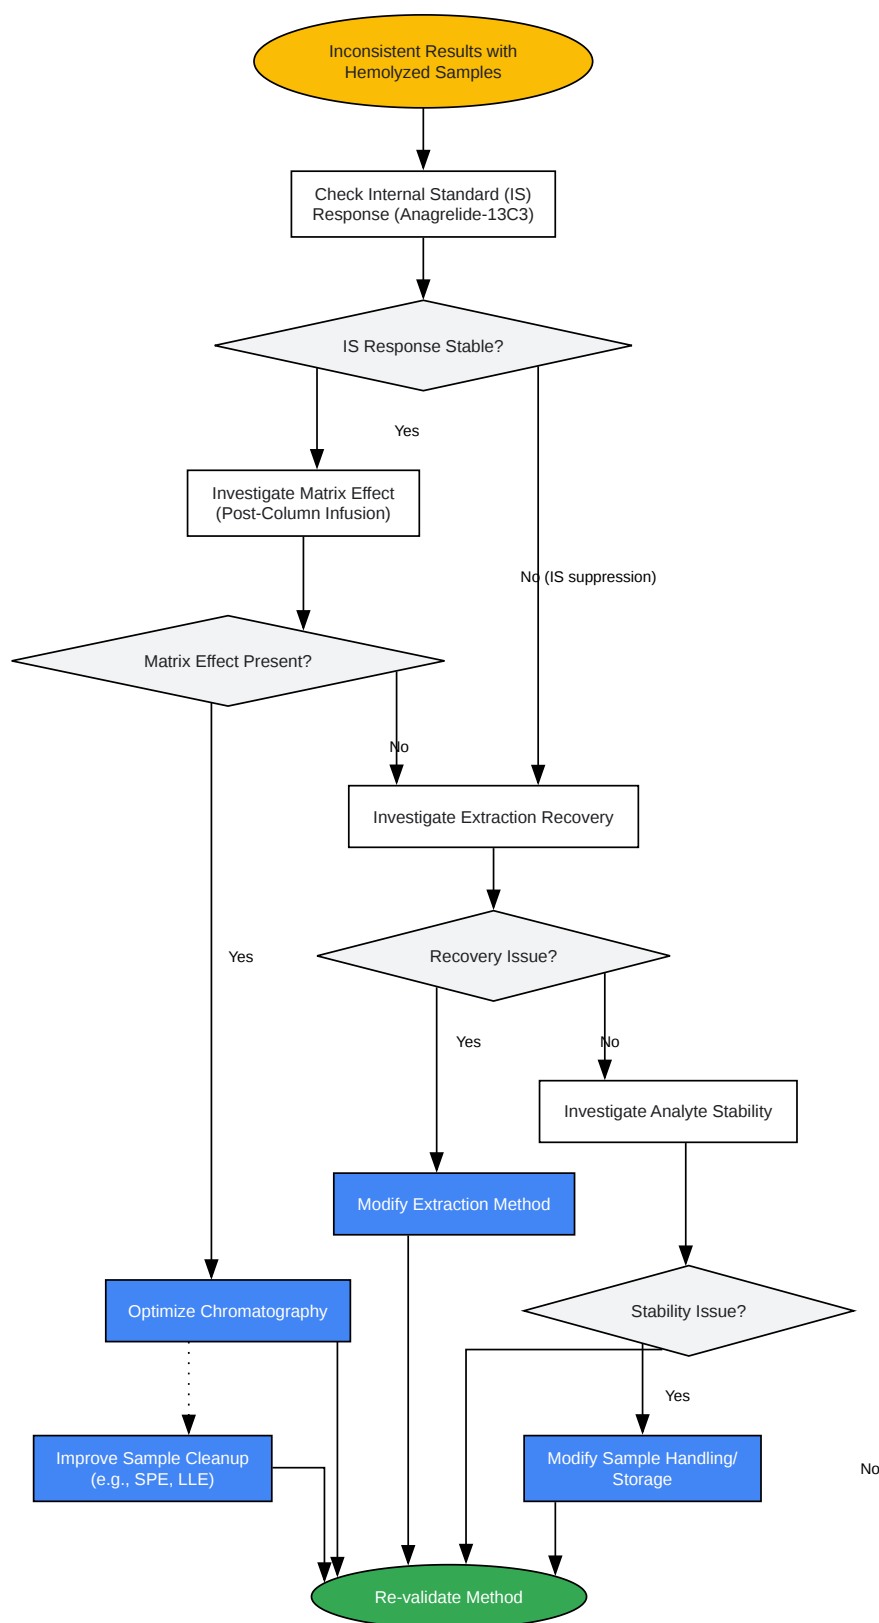 Inconsistent Results with
Hemolyzed Samples
Check Internal Standard (IS)
Response (Anagrelide-13C3)
IS Response Stable?
Yes
Investigate Matrix Effect
(Post-Column Infusion)
No (IS suppression)
Matrix Effect Present?
No
Investigate Extraction Recovery
Yes
Recovery Issue?
Yes
No
Investigate Analyte Stability
Modify Extraction Method
Optimize Chromatography
Stability Issue?
Yes
Improve Sample Cleanup
(e.g., SPE, LLE)
Modify Sample Handling/
Storage
No
Re-validate Method